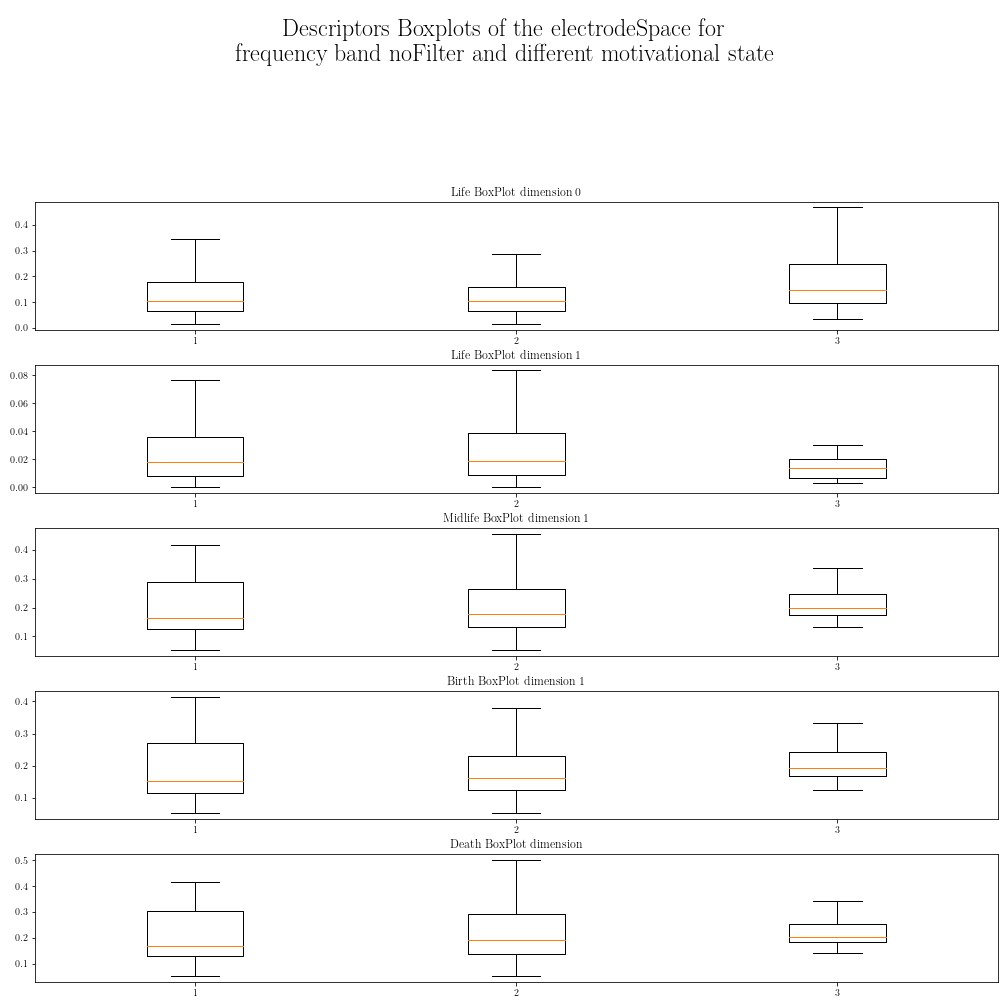 Descriptors Boxplots of the electrodeSpace for
frequency band noFilter and different motivational state
Life BoxPlot dimension 0
0.4
0.3
0.2
0.1
0.0
1 2 3
Life BoxPlot dimension 1
0.08
0.06
0.04
0.02
0.00
1 2 3
Midlife BoxPlot dimension 1
0.4
0.3
0.2
0.1
1 2 3
Birth BoxPlot dimension 1
0.4
0.3
0.2
0.1
1 2 3
Death BoxPlot dimension
0.5
0.4
0.3
0.2
0.1
1 2 3